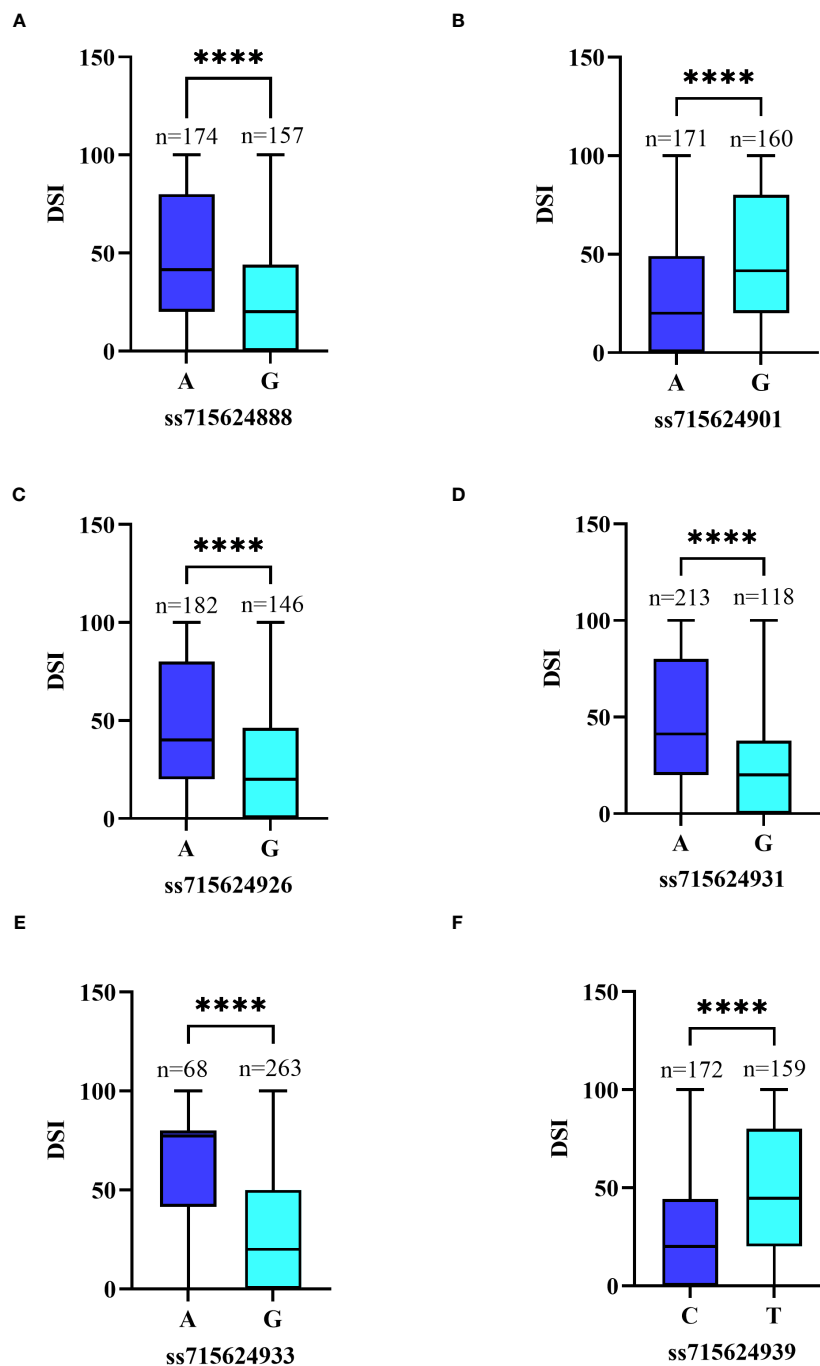 A
****
150
n=174 n=157
100
DSI
50
0
A G
ss715624888
B
****
150
n=171 n=160
100
DSI
50
0
A G
ss715624901
C
****
150
n=182 n=146
100
DSI
50
0
A G
ss715624926
D
****
150
n=213 n=118
100
DSI
50
0
A G
ss715624931
E
****
150
n=68 n=263
100
DSI
50
0
A G
ss715624933
F
****
150
n=172 n=159
100
DSI
50
0
C T
ss715624939